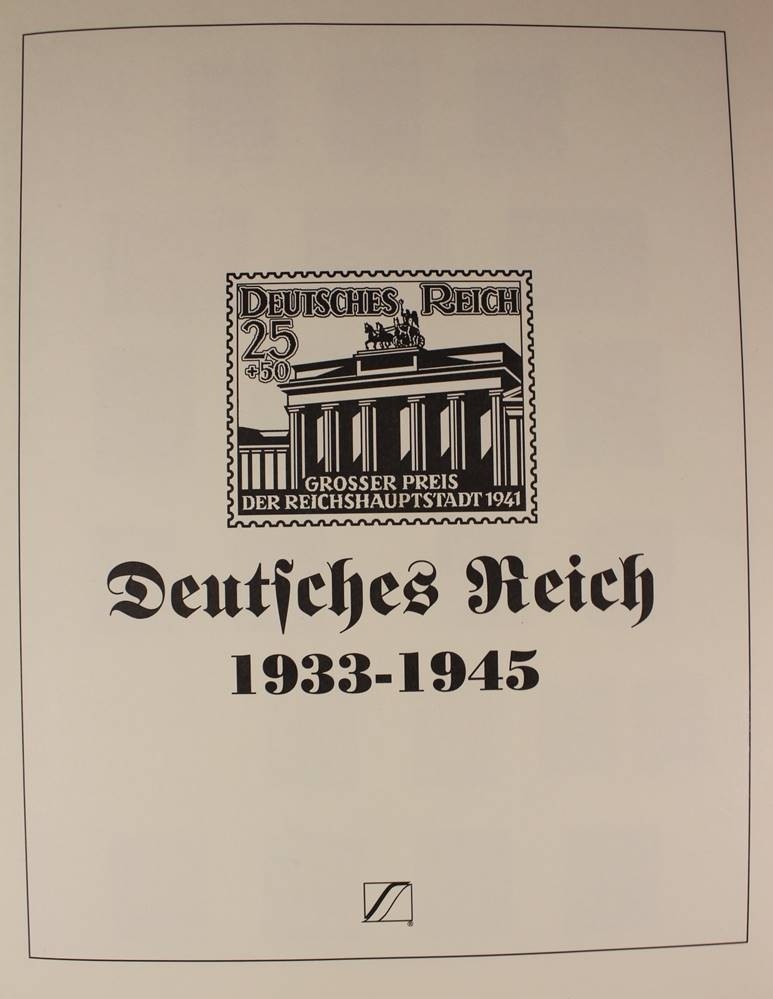 DEUTSCHES REICH
25
+50
GROSSER PREIS
DER REICHSHAUPTSTADT 1941
Deutſches Reich
1933-1945
®